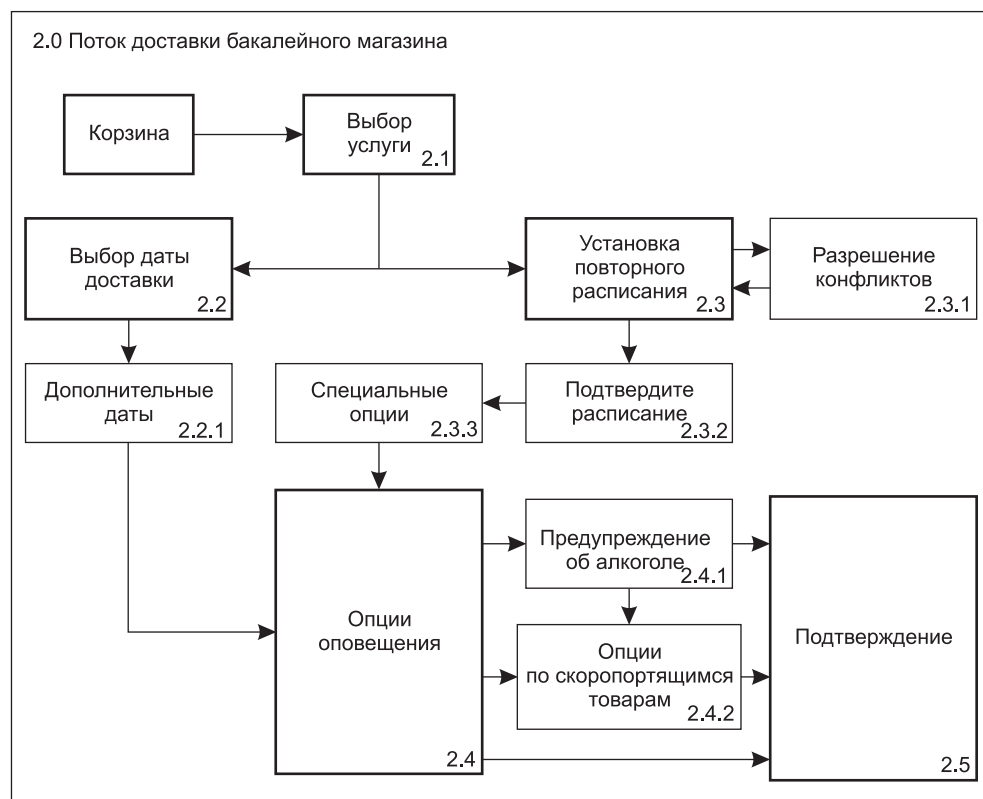 2.0 Поток доставки бакалейного магазина
Корзина
Выбор
услуги
2.1
Выбор даты
доставки
2.2
Установка
повторного
расписания
2.3
Разрешение
конфликтов
2.3.1
Дополнительные
даты
2.2.1
Специальные
опции
2.3.3
Подтвердите
расписание
2.3.2
Опции
оповещения
2.4
Предупреждение
об алкоголе
2.4.1
Опции
по скоропортящимся
товарам
2.4.2
Подтверждение
2.5